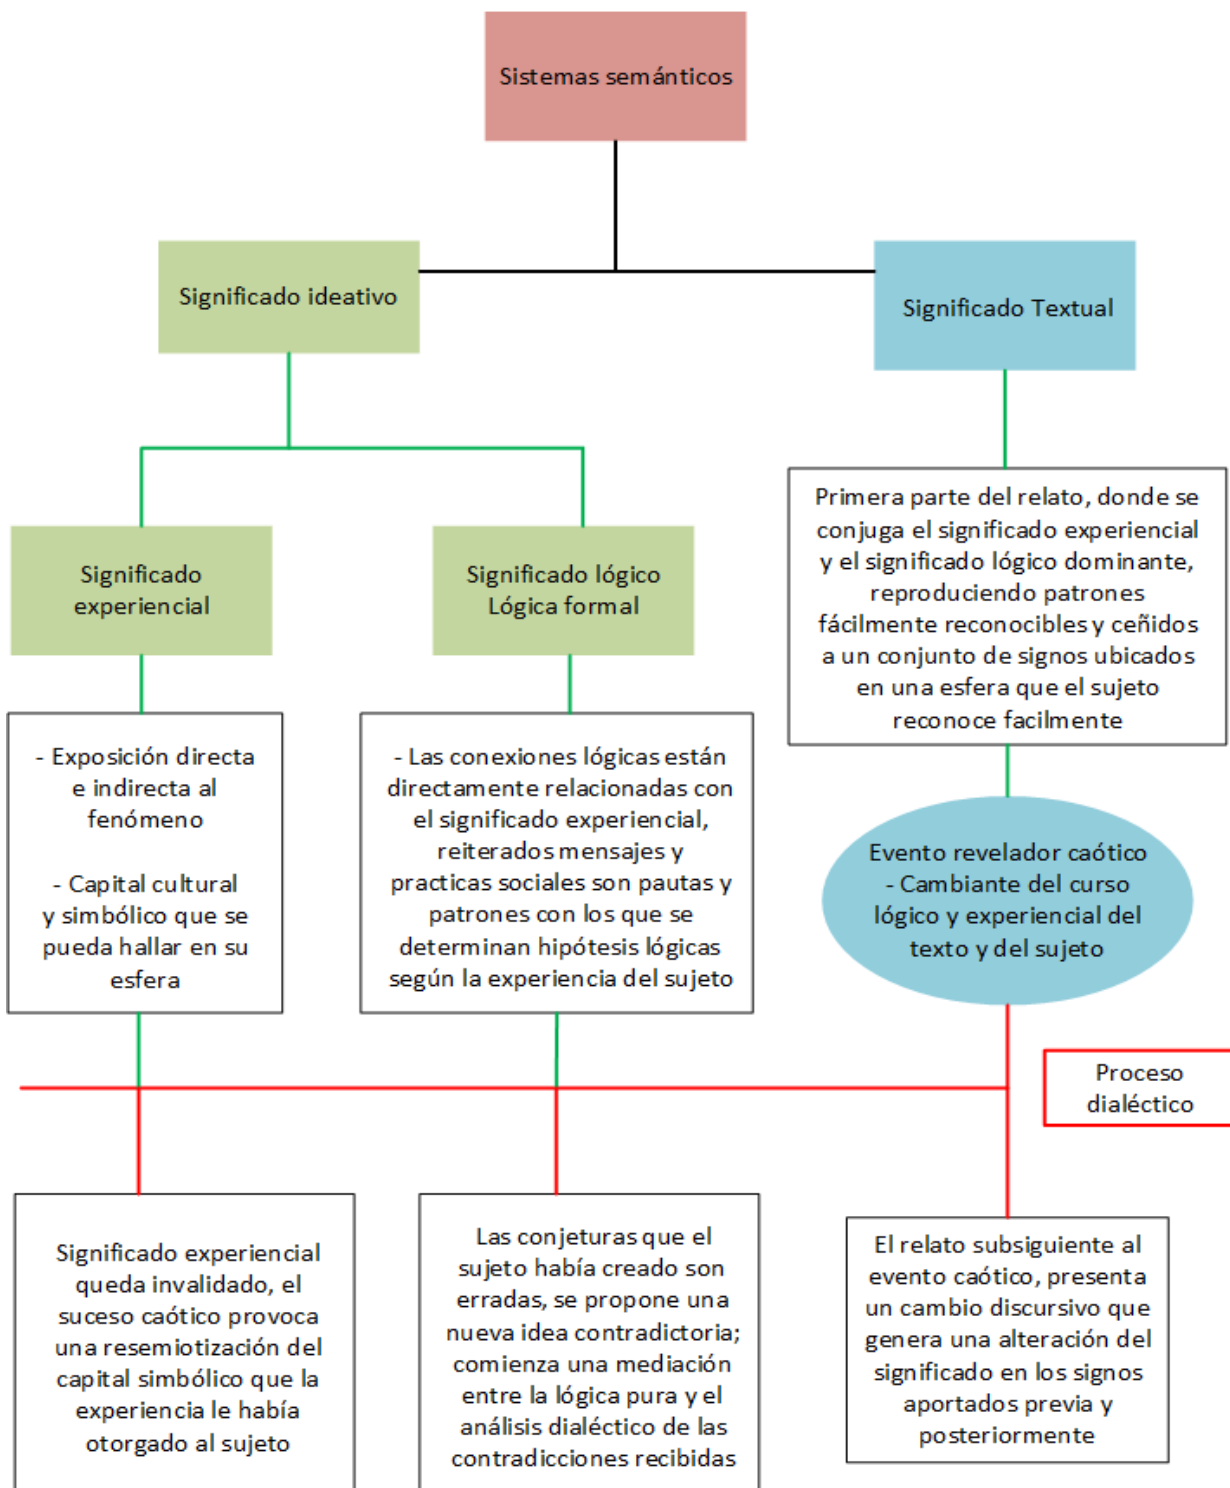 Sistemas semánticos
Significado ideativo
Significado Textual
Significado
experiencial
Significado lógico
Lógica formal
Primera parte del relato, donde se
conjuga el significado experiencial
y el significado lógico dominante,
reproduciendo patrones
fácilmente reconocibles y ceñidos
a un conjunto de signos ubicados
en una esfera que el sujeto
reconoce facilmente
- Exposición directa
e indirecta al
fenómeno
- Capital cultural
y simbólico que se
pueda hallar en su
esfera
- Las conexiones lógicas están
directamente relacionadas con
el significado experiencial,
reiterados mensajes y
practicas sociales son pautas y
patrones con los que se
determinan hipótesis lógicas
según la experiencia del sujeto
Evento revelador caótico
- Cambiante del curso
lógico y experiencial del
texto y del sujeto
Proceso
dialéctico
Significado experiencial
queda invalidado, el
suceso caótico provoca
una resemiotización del
capital simbólico que la
experiencia le había
otorgado al sujeto
Las conjeturas que el
sujeto había creado son
erradas, se propone una
nueva idea contradictoria;
comienza una mediación
entre la lógica pura y el
análisis dialéctico de las
contradicciones recibidas
El relato subsiguiente al
evento caótico, presenta
un cambio discursivo que
genera una alteración del
significado en los signos
aportados previa y
posteriormente